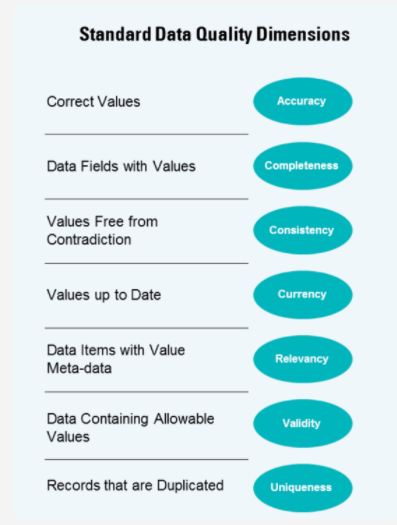 Standard Data Quality Dimensions
Correct Values
Accuracy
Data Fields with Values
Completeness
Values Free from
Contradiction
Consistency
Values up to Date
Currency
Data Items with Value
Meta-data
Relevancy
Data Containing Allowable
Values
Validity
Records that are Duplicated
Uniqueness